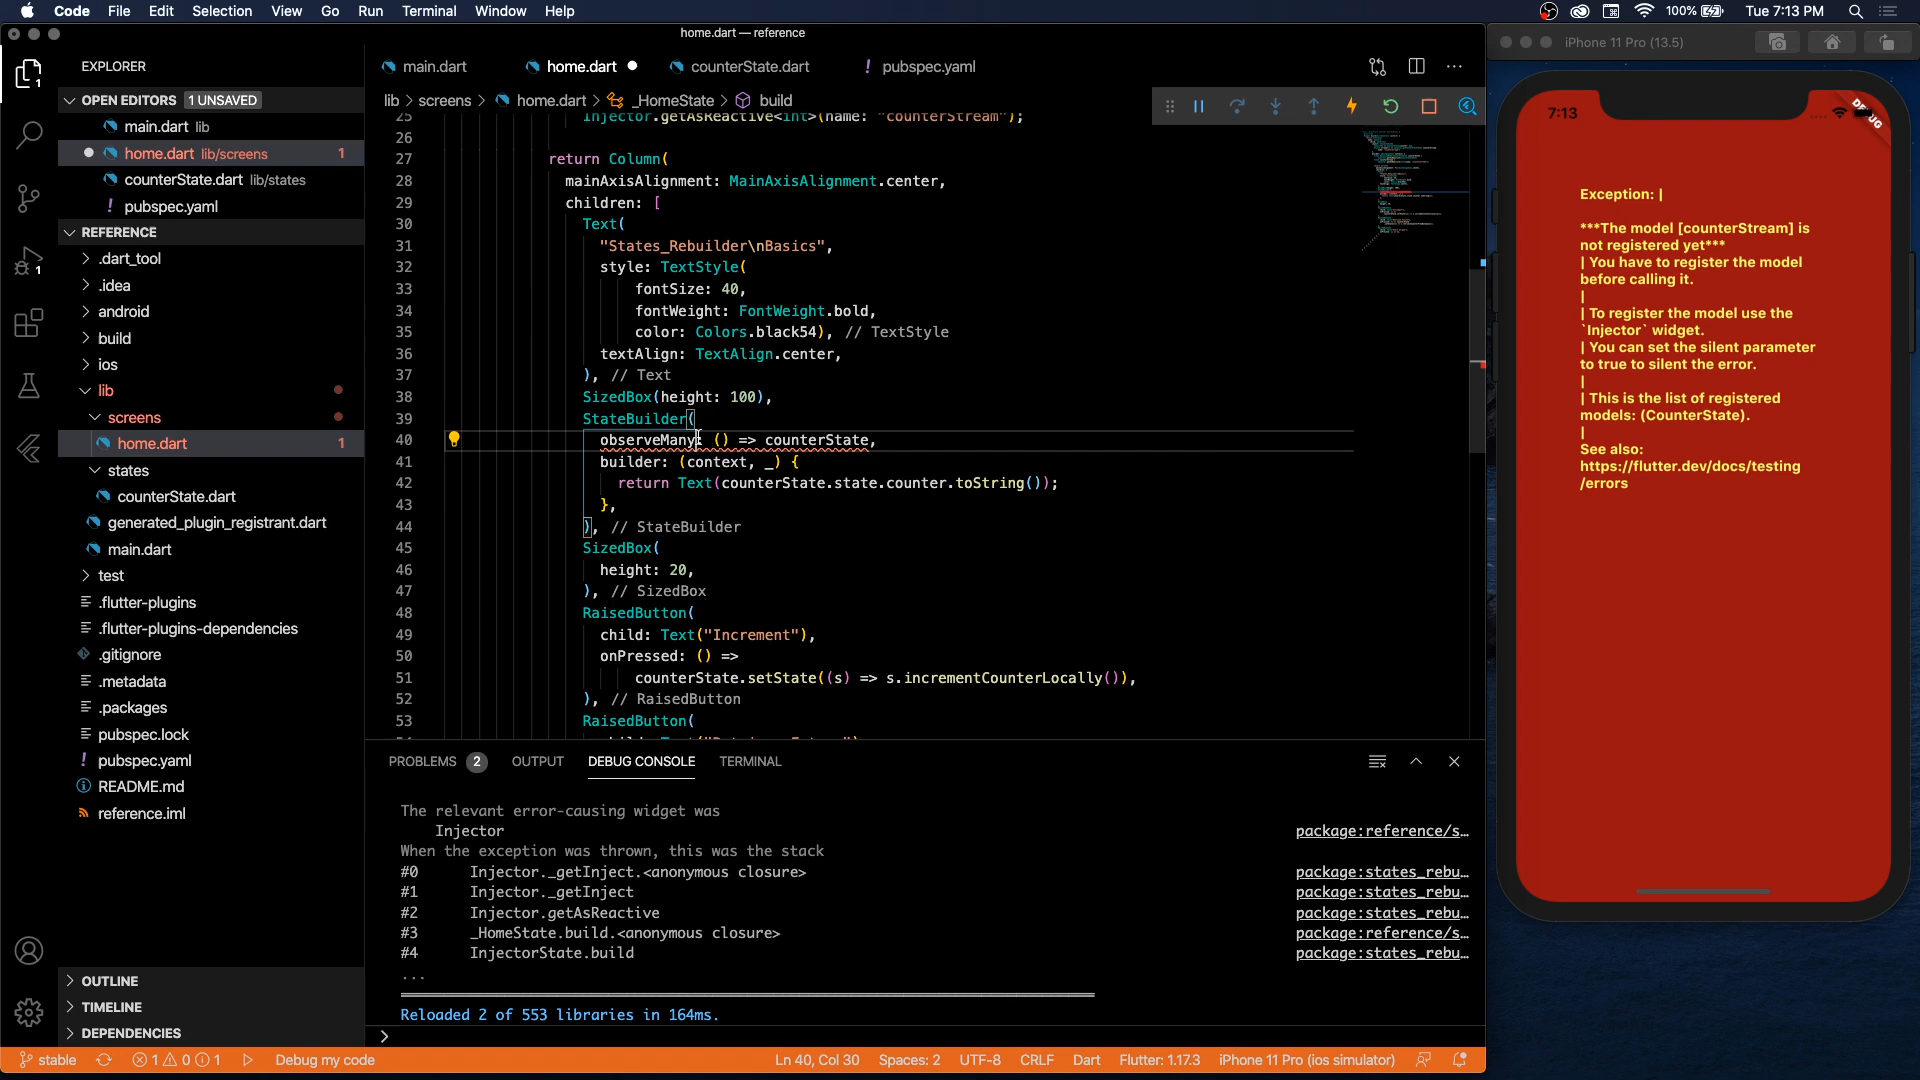 Code File Edit Selection View Go Run Terminal Window Help
100% Tue 7:13 PM
home.dart — reference
iPhone 11 Pro (13.5)
EXPLORER
main.dart
home.dart
counterState.dart
! pubspec.yaml
OPEN EDITORS 1 UNSAVED
lib > screens > home.dart > _HomeState > build
main.dart lib
home.dart lib/screens 1
counterState.dart lib/states
! pubspec.yaml
REFERENCE
.dart_tool
.idea
android
build
ios
lib
screens
home.dart 1
states
counterState.dart
generated_plugin_registrant.dart
main.dart
test
.flutter-plugins
.flutter-plugins-dependencies
.gitignore
.metadata
.packages
pubspec.lock
! pubspec.yaml
README.md
reference.iml
OUTLINE
TIMELINE
DEPENDENCIES
25 Injector.getAsReactive<int>(name: "counterStream");
26
27 return Column(
28 mainAxisAlignment: MainAxisAlignment.center,
29 children: [
30 Text(
31 "States_Rebuilder\nBasics",
32 style: TextStyle(
33 fontSize: 40,
34 fontWeight: FontWeight.bold,
35 color: Colors.black54), // TextStyle
36 textAlign: TextAlign.center,
37 ), // Text
38 SizedBox(height: 100),
39 StateBuilder(
40 observeMany: () => counterState,
41 builder: (context, _) {
42 return Text(counterState.state.counter.toString());
43 },
44 ), // StateBuilder
45 SizedBox(
46 height: 20,
47 ), // SizedBox
48 RaisedButton(
49 child: Text("Increment"),
50 onPressed: () =>
51 counterState.setState((s) => s.incrementCounterLocally()),
52 ), // RaisedButton
53 RaisedButton(
PROBLEMS 2 OUTPUT DEBUG CONSOLE TERMINAL
The relevant error-causing widget was
Injector package:reference/s…
When the exception was thrown, this was the stack
#0 Injector._getInject.<anonymous closure> package:states_rebu…
#1 Injector._getInject package:states_rebu…
#2 Injector.getAsReactive package:states_rebu…
#3 _HomeState.build.<anonymous closure> package:reference/s…
#4 InjectorState.build package:states_rebu…
...
Reloaded 2 of 553 libraries in 164ms.
>
stable 1 0 1 Debug my code Ln 40, Col 30 Spaces: 2 UTF-8 CRLF Dart Flutter: 1.17.3 iPhone 11 Pro (ios simulator)
7:13
DEBUG
Exception: |
***The model [counterStream] is
not registered yet***
| You have to register the model
before calling it.
|
| To register the model use the
`Injector` widget.
| You can set the silent parameter
to true to silent the error.
|
| This is the list of registered
models: (CounterState).
|
See also:
https://flutter.dev/docs/testing
/errors